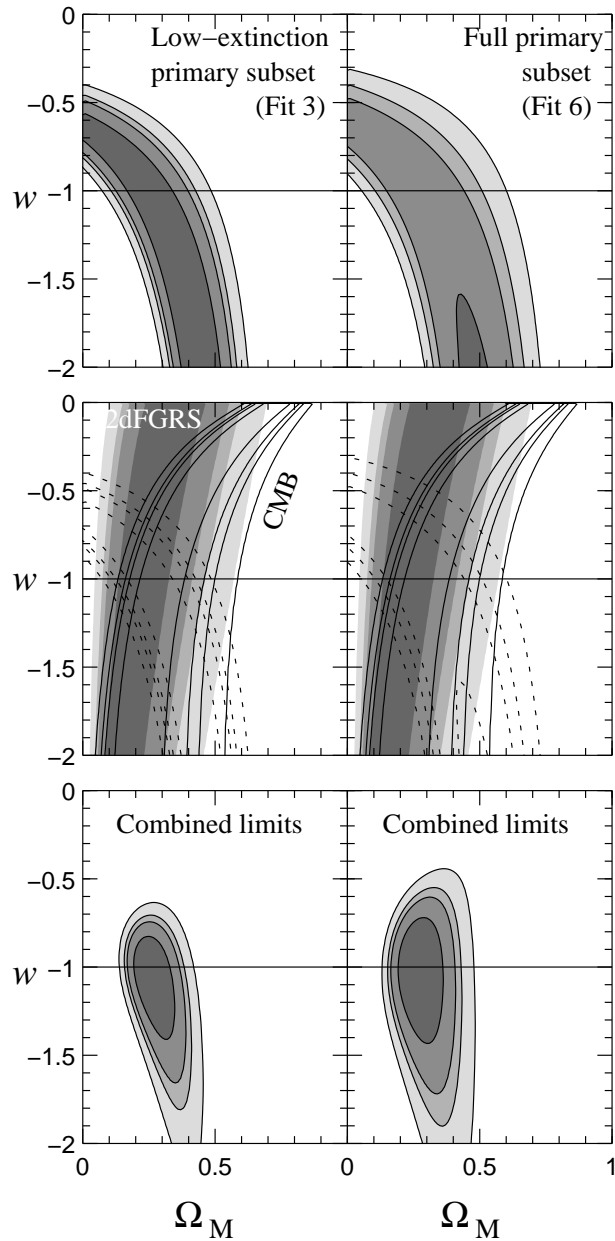 Low−extinction
primary subset
(Fit 3)
Full primary
subset
(Fit 6)
0
−0.5
w −1
−1.5
−2
2dFGRS
CMB
0
−0.5
w −1
−1.5
−2
Combined limits
Combined limits
0
−0.5
w −1
−1.5
−2
0 0.5 0 0.5 1
ΩM ΩM